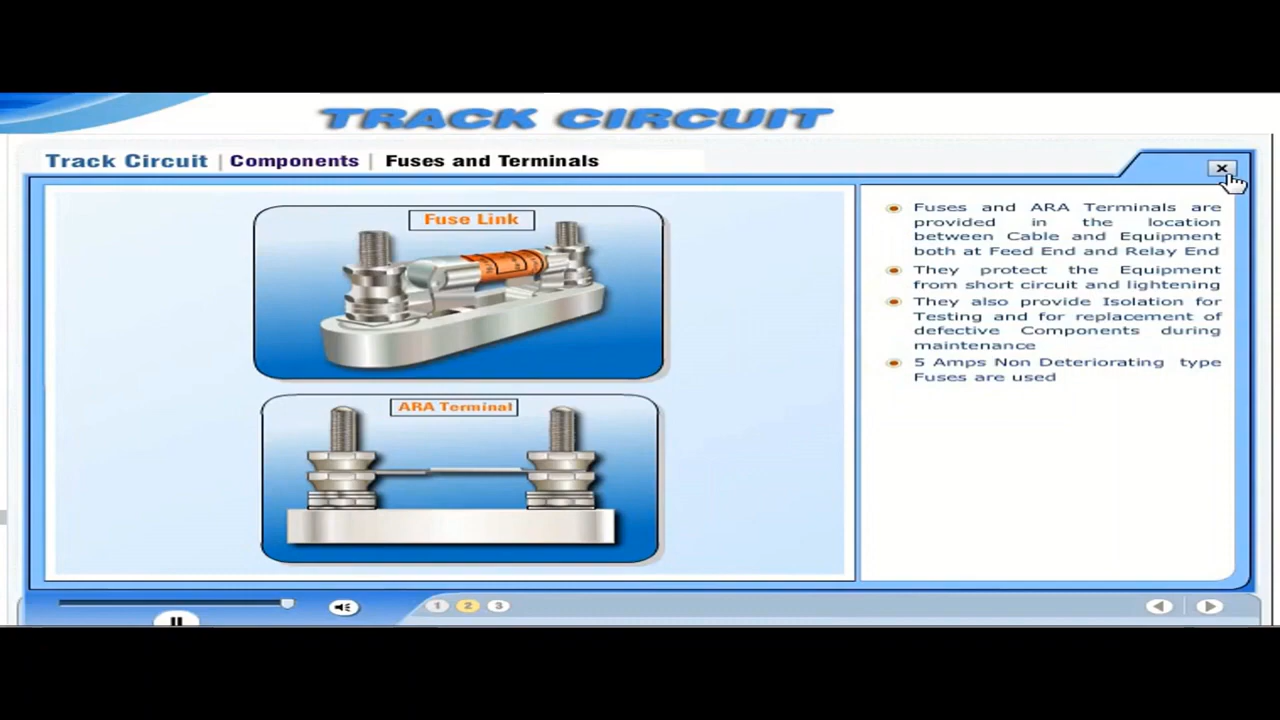 TRACK CIRCUIT
Track Circuit | Components | Fuses and Terminals
Fuse Link
ARA Terminal
Fuses and ARA Terminals are
provided in the location
between Cable and Equipment
both at Feed End and Relay End
They protect the Equipment
from short circuit and lightening
They also provide Isolation for
Testing and for replacement of
defective Components during
maintenance
5 Amps Non Deteriorating type
Fuses are used
1 2 3